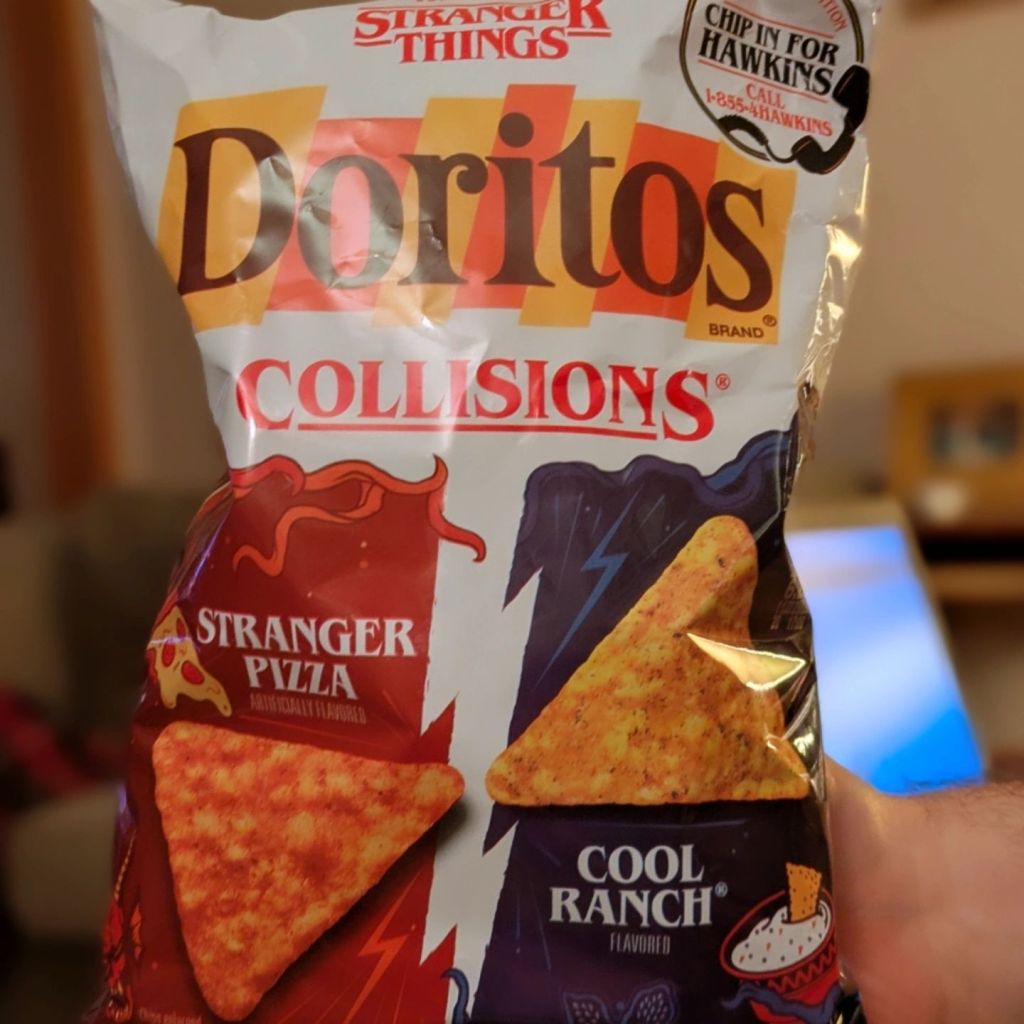 STRANGER
THINGS
CHIP IN FOR
HAWKINS
CALL
1-855-4HAWKINS
Doritos
BRAND®
COLLISIONS®
STRANGER
PIZZA
ARTIFICIALLY FLAVORED
COOL
RANCH®
FLAVORED